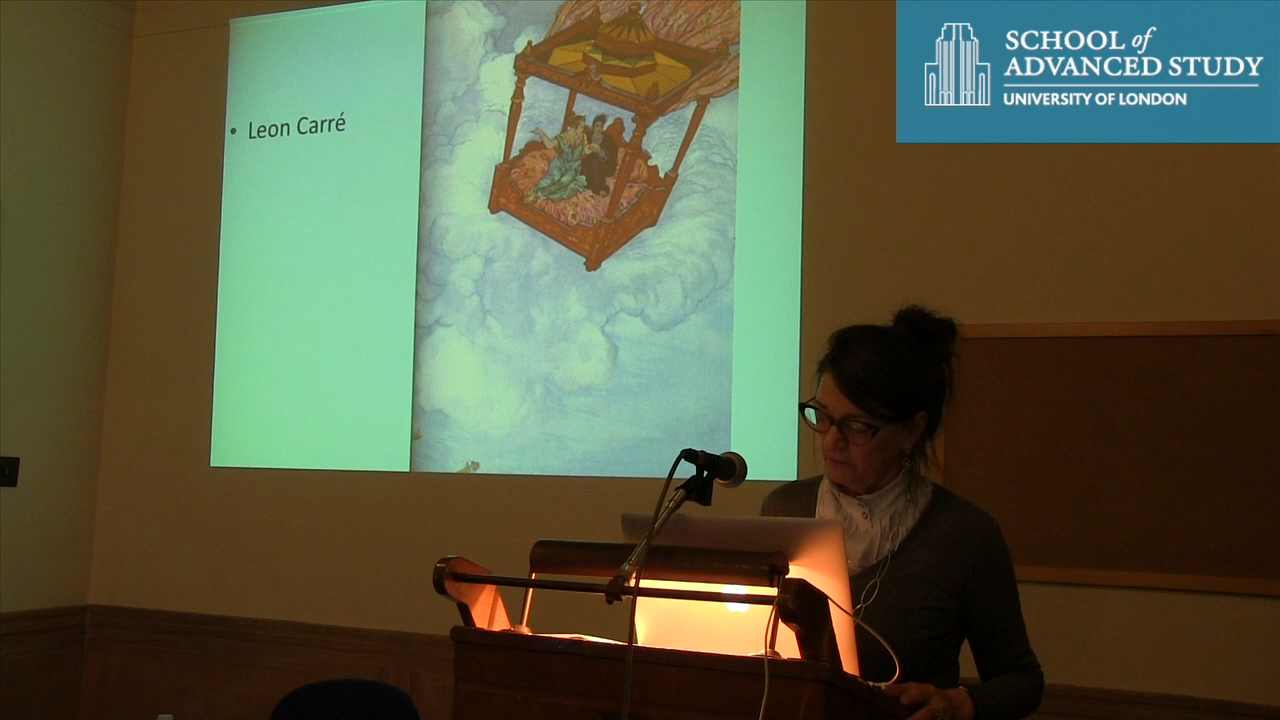 • Leon Carré
SCHOOL of
ADVANCED STUDY
UNIVERSITY OF LONDON